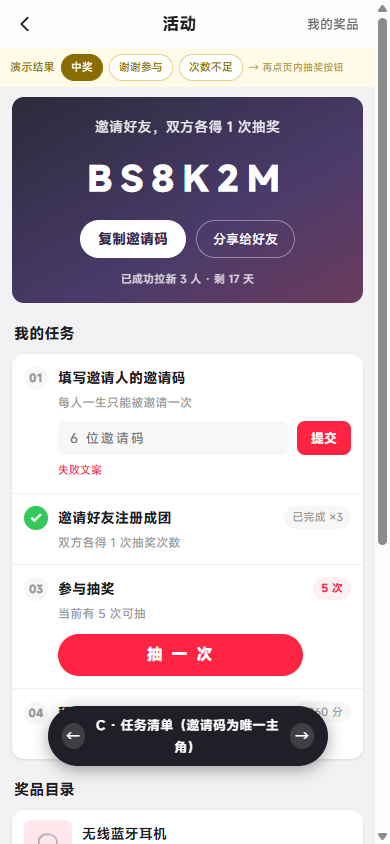 活动
我的奖品
演示结果
中奖
谢谢参与
次数不足
→ 再点页内抽奖按钮
邀请好友，双方各得 1 次抽奖
BS8K2M
复制邀请码
分享给好友
已成功拉新 3 人 · 剩 17 天
我的任务
01
填写邀请人的邀请码
每人一生只能被邀请一次
6 位邀请码
提交
失败文案
邀请好友注册成团
已完成 ×3
双方各得 1 次抽奖次数
03
参与抽奖
5 次
当前有 5 次可抽
抽一次
04
60 分
←
C · 任务清单（邀请码为唯一主
角）
→
奖品目录
无线蓝牙耳机